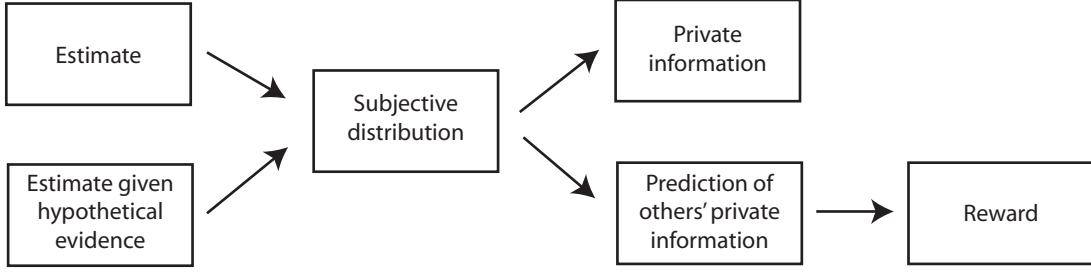 Estimate
Estimate given
hypothetical
evidence
Subjective
distribution
Private
information
Prediction of
others’ private
information
Reward